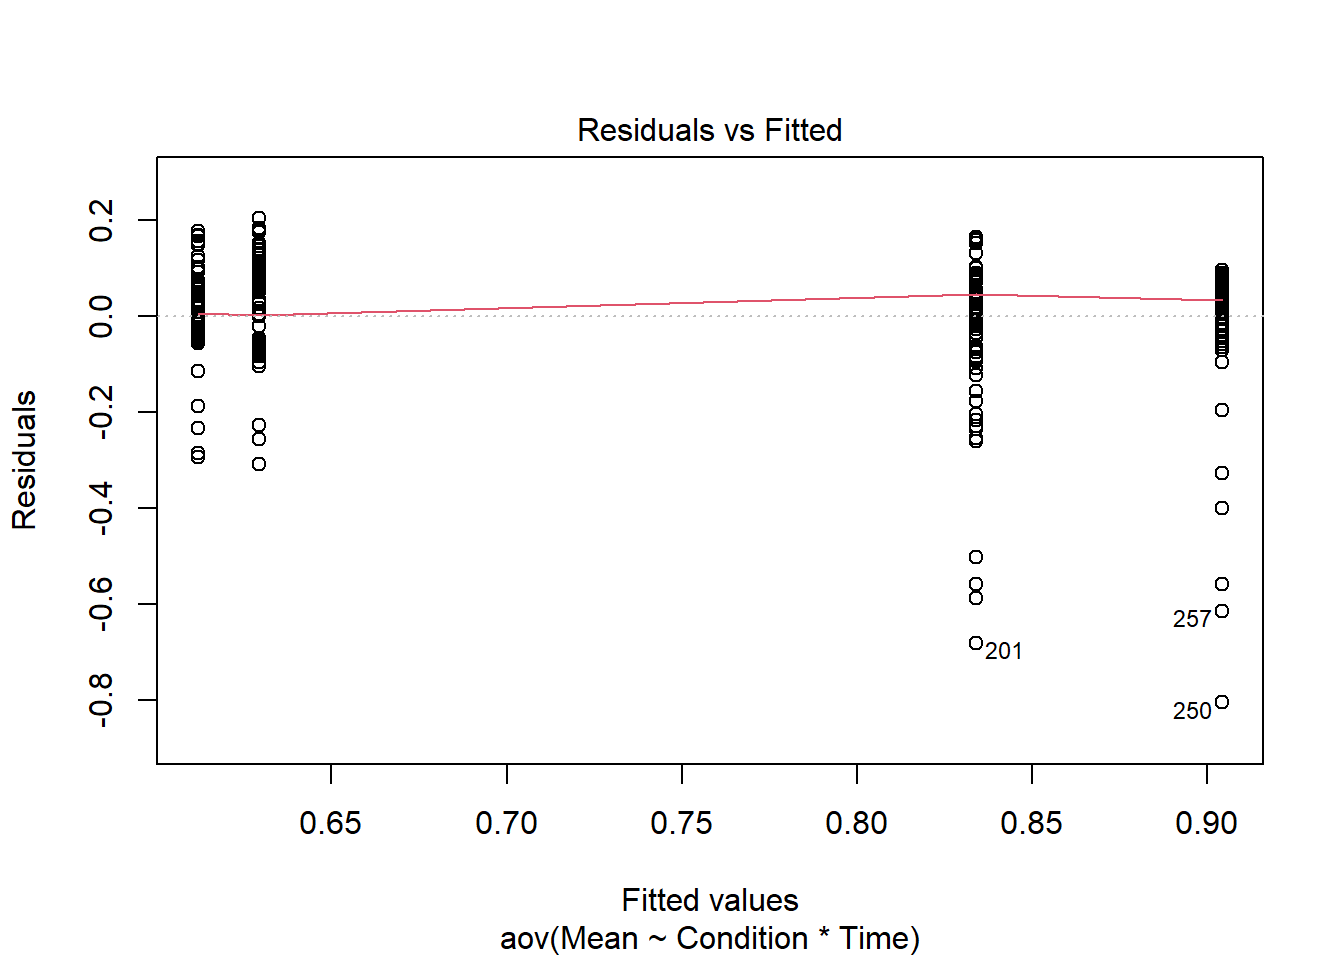 Residuals vs Fitted
Residuals
0.2
0.0
-0.2
-0.4
-0.6
-0.8
257
201
250
0.65 0.70 0.75 0.80 0.85 0.90
Fitted values
aov(Mean ~ Condition * Time)